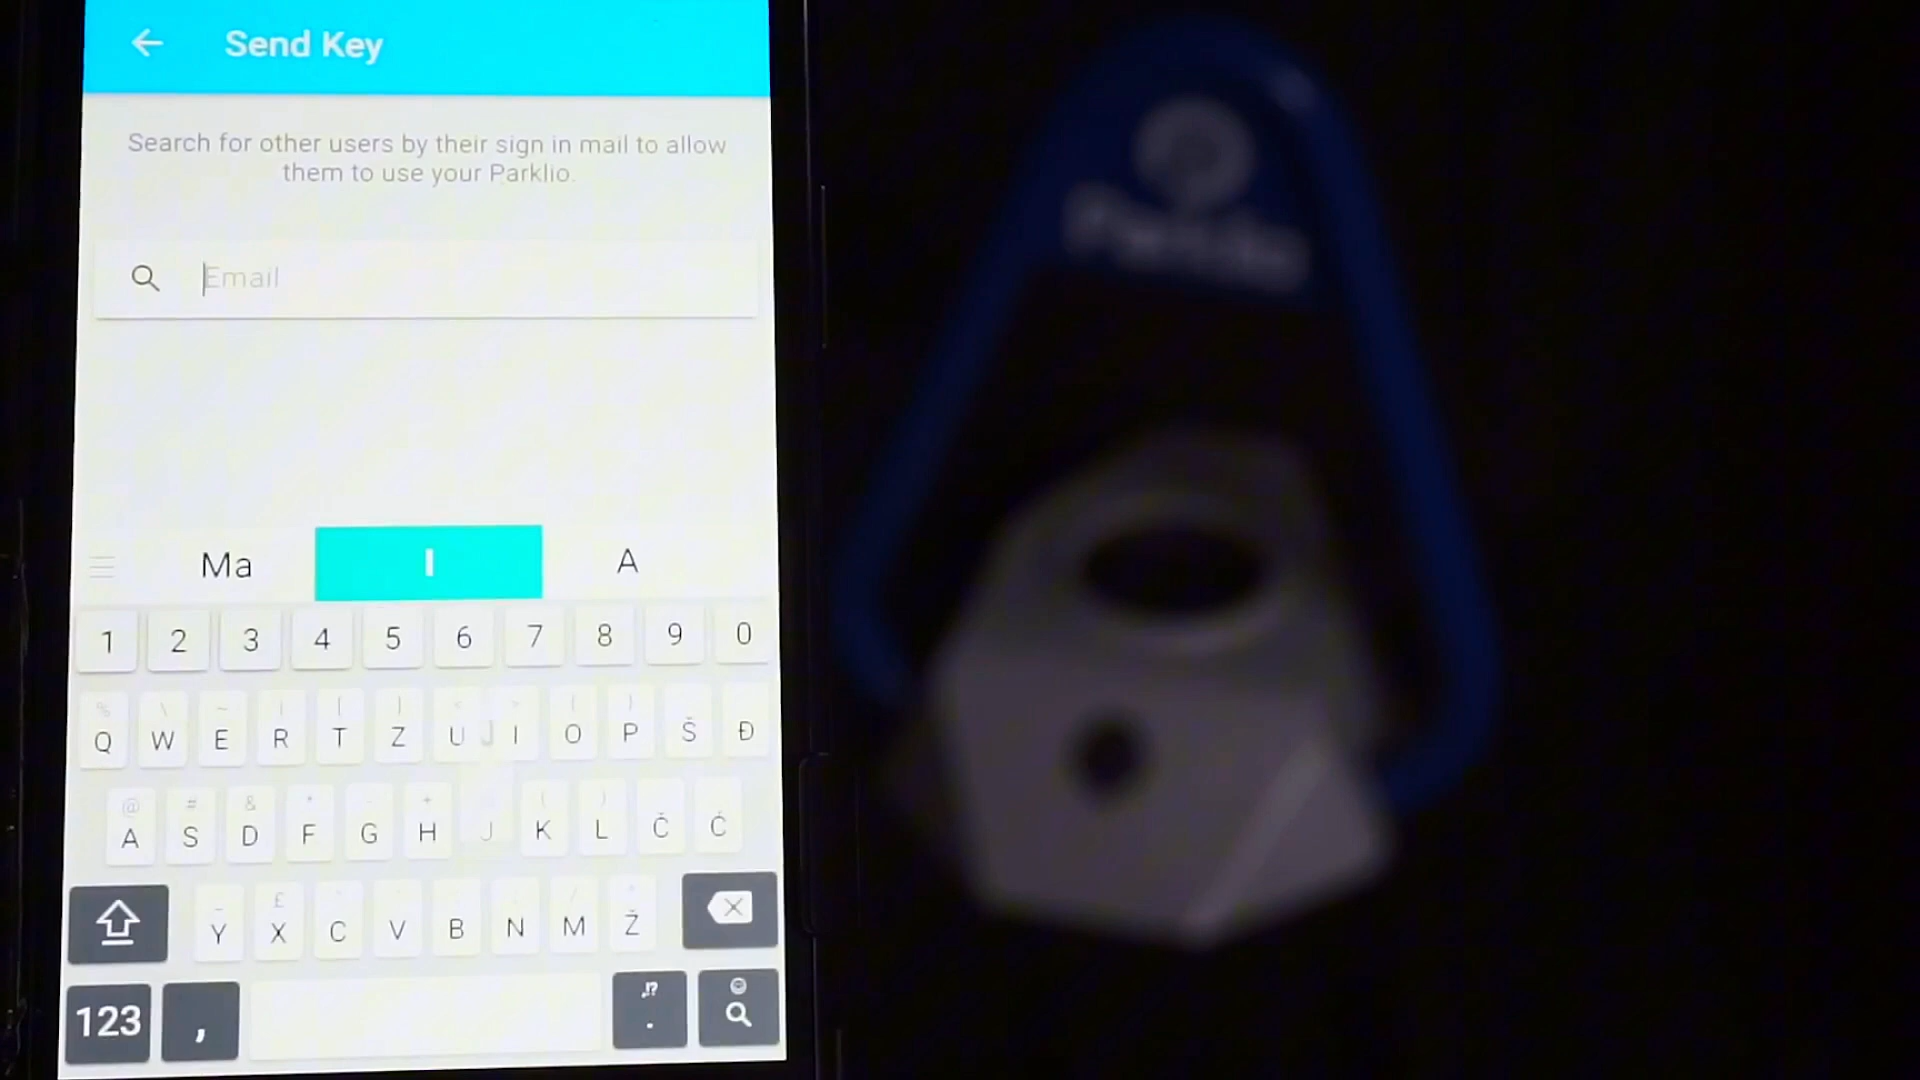 Send Key
Search for other users by their sign in mail to allow
them to use your Parklio.
Email
Ma I A
1 2 3 4 5 6 7 8 9 0
Q W E R T Z U I O P Š Đ
A S D F G H J K L Č Ć
Y X C V B N M Ž
123 , .
Parklio